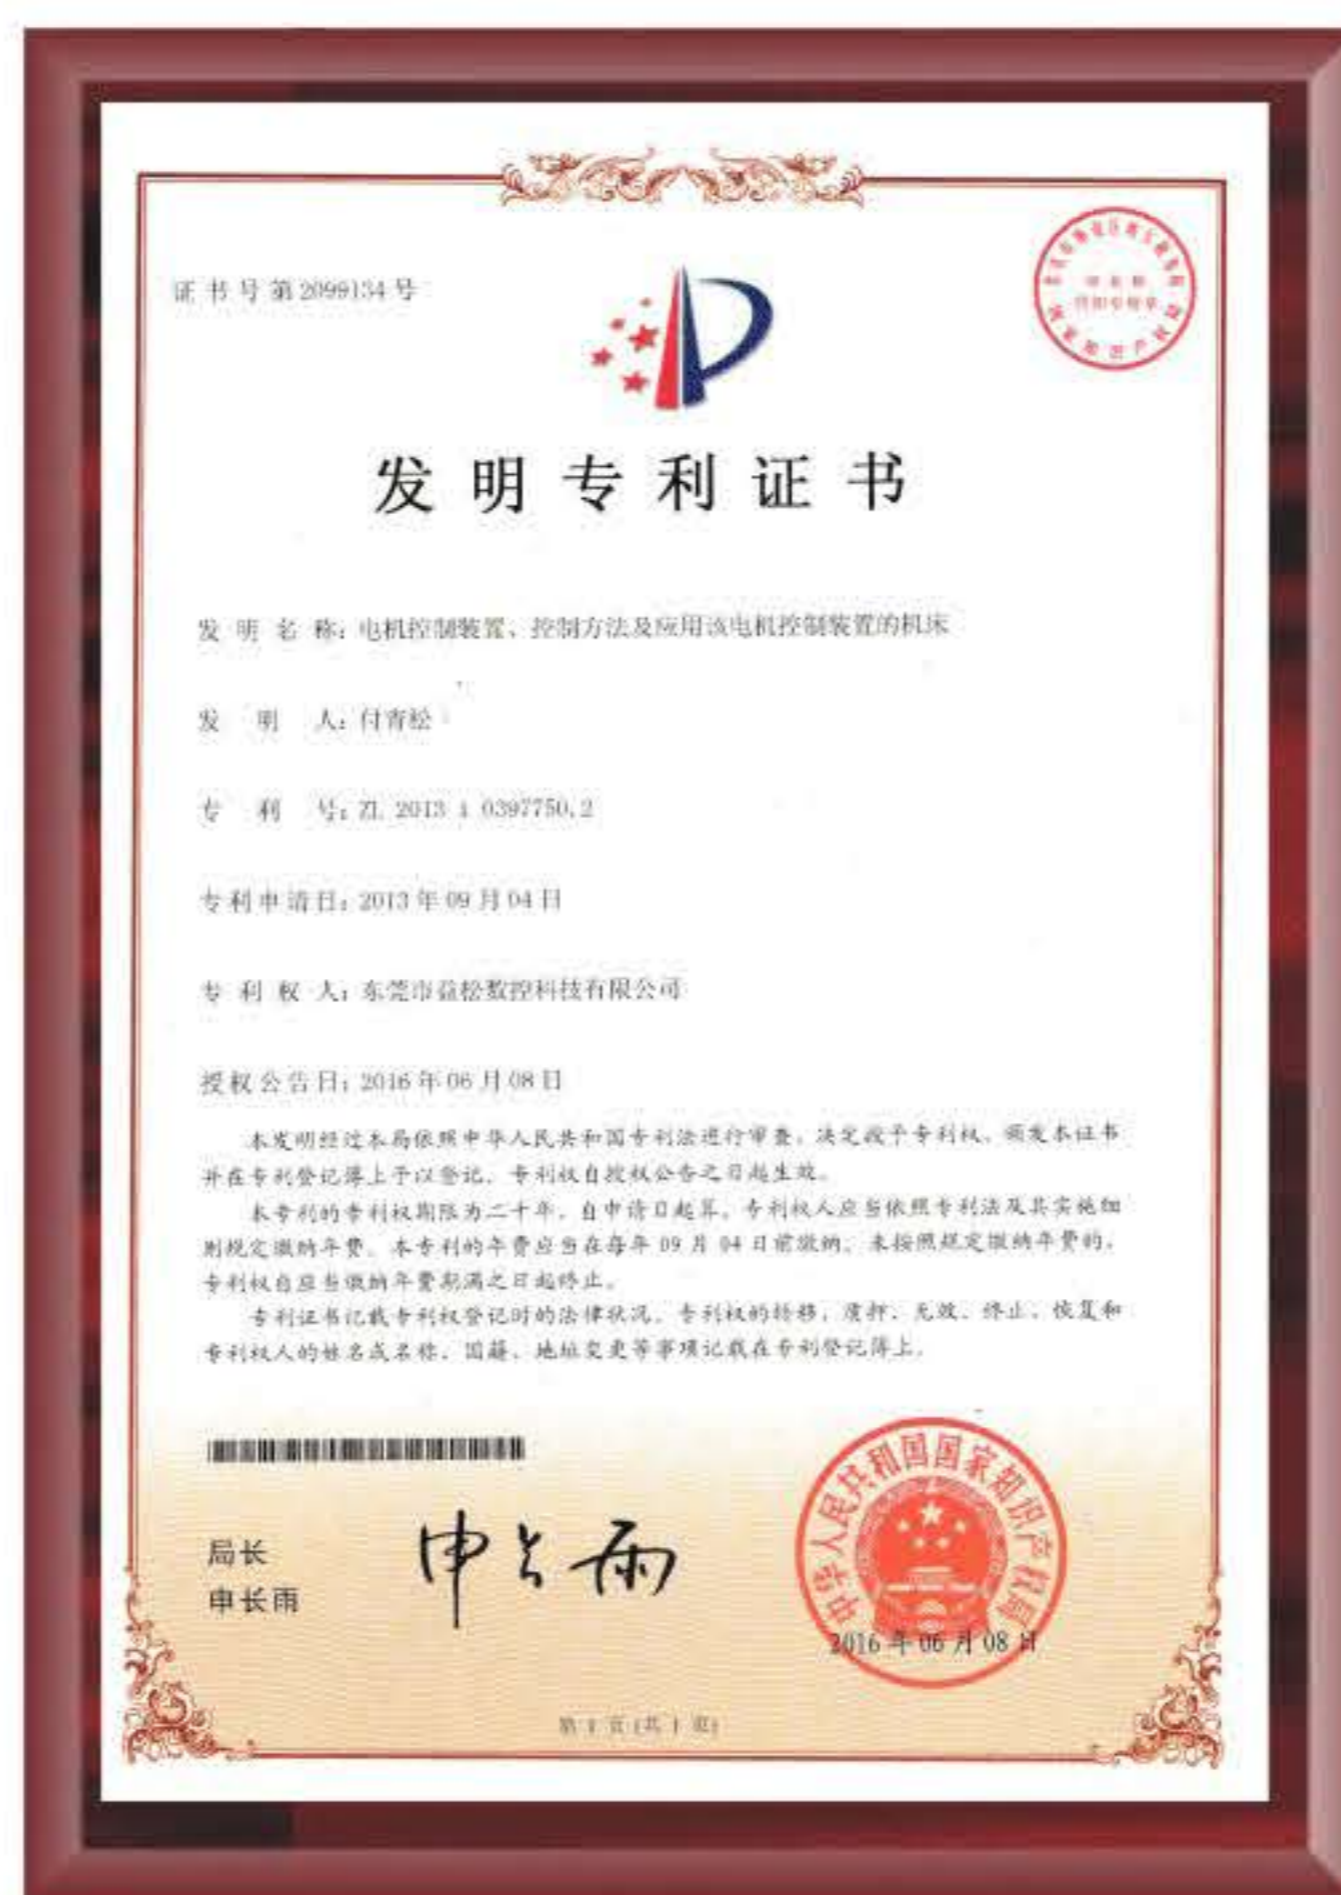 证书号第2099134号
发明专利证书
发明名称：电机控制装置、控制方法及应用该电机控制装置的机床
发明人：付青松
专利号：ZL 2013 1 0397750.2
专利申请日：2013年09月04日
专利权人：东莞市益松数控科技有限公司
授权公告日：2016年06月08日
本发明经过本局依照中华人民共和国专利法进行审查，决定授予专利权，颁发本证书
并在专利登记簿上予以登记。专利权自授权公告之日起生效。
本专利的专利权期限为二十年，自申请日起算。专利权人应当依照专利法及其实施细
则规定缴纳年费。本专利的年费应当在每年09月04日前缴纳。未按照规定缴纳年费的，
专利权自应当缴纳年费期满之日起终止。
专利证书记载专利权登记时的法律状况。专利权的转移、质押、无效、终止、恢复和
专利权人的姓名或名称、国籍、地址变更等事项记载在专利登记簿上。
局长
申长雨
申长雨
中华人民共和国国家知识产权局
2016年06月08日
第1页(共1页)